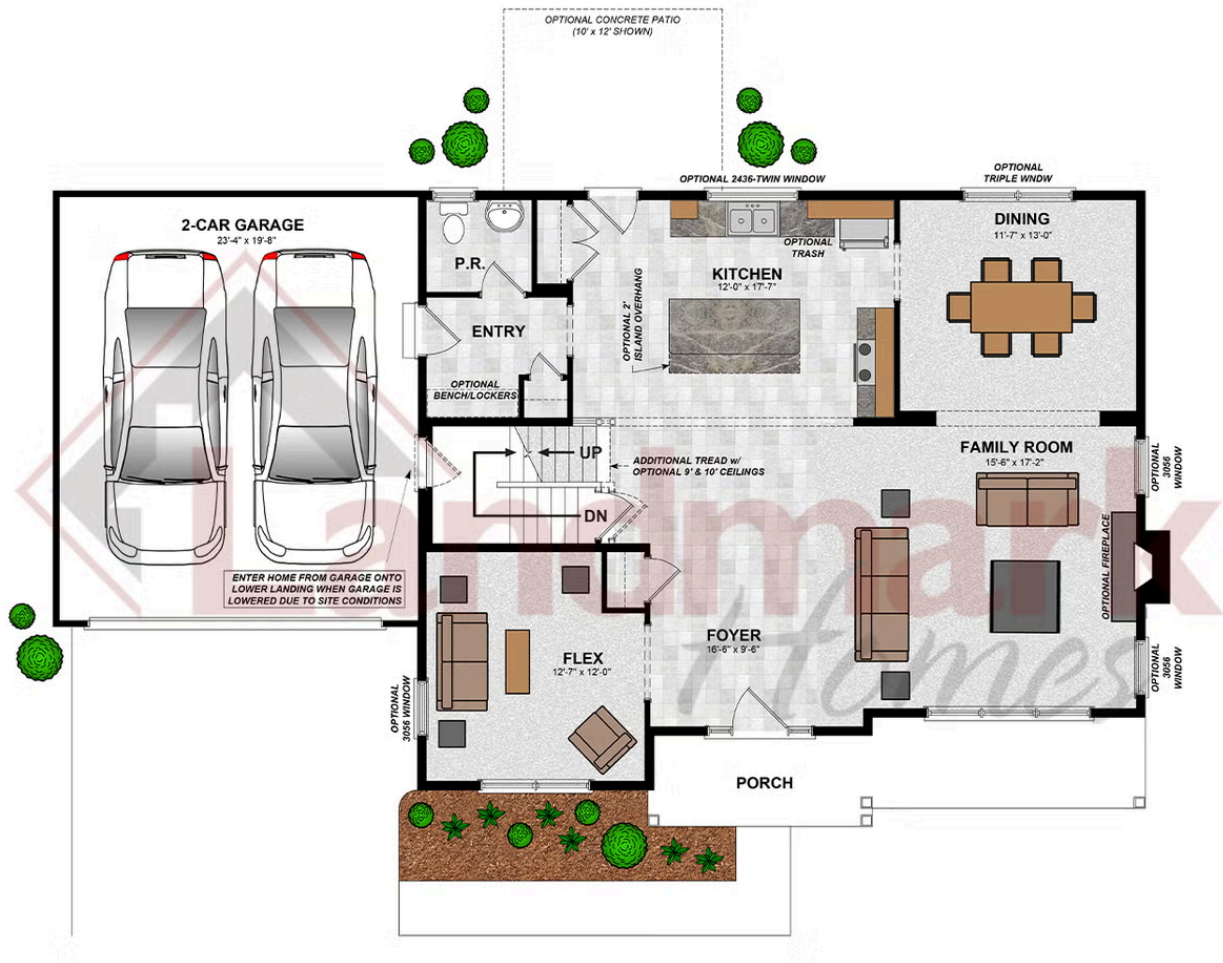 OPTIONAL CONCRETE PATIO
(10' x 12' SHOWN)
OPTIONAL 2436-TWIN WINDOW
OPTIONAL
TRIPLE WNDW
2-CAR GARAGE
23'-4" x 19'-8"
P.R.
OPTIONAL
TRASH
KITCHEN
12'-0" x 17'-7"
DINING
11'-7" x 13'-0"
ENTRY
OPTIONAL 2'
ISLAND OVERHANG
OPTIONAL
BENCH/LOCKERS
UP
ADDITIONAL TREAD w/
OPTIONAL 9' & 10' CEILINGS
FAMILY ROOM
15'-6" x 17'-2"
OPTIONAL
3056
WINDOW
DN
Landmark
Homes
OPTIONAL FIREPLACE
ENTER HOME FROM GARAGE ONTO
LOWER LANDING WHEN GARAGE IS
LOWERED DUE TO SITE CONDITIONS
FLEX
12'-7" x 12'-0"
FOYER
16'-6" x 9'-6"
OPTIONAL
3056
WINDOW
OPTIONAL
3056 WINDOW
PORCH